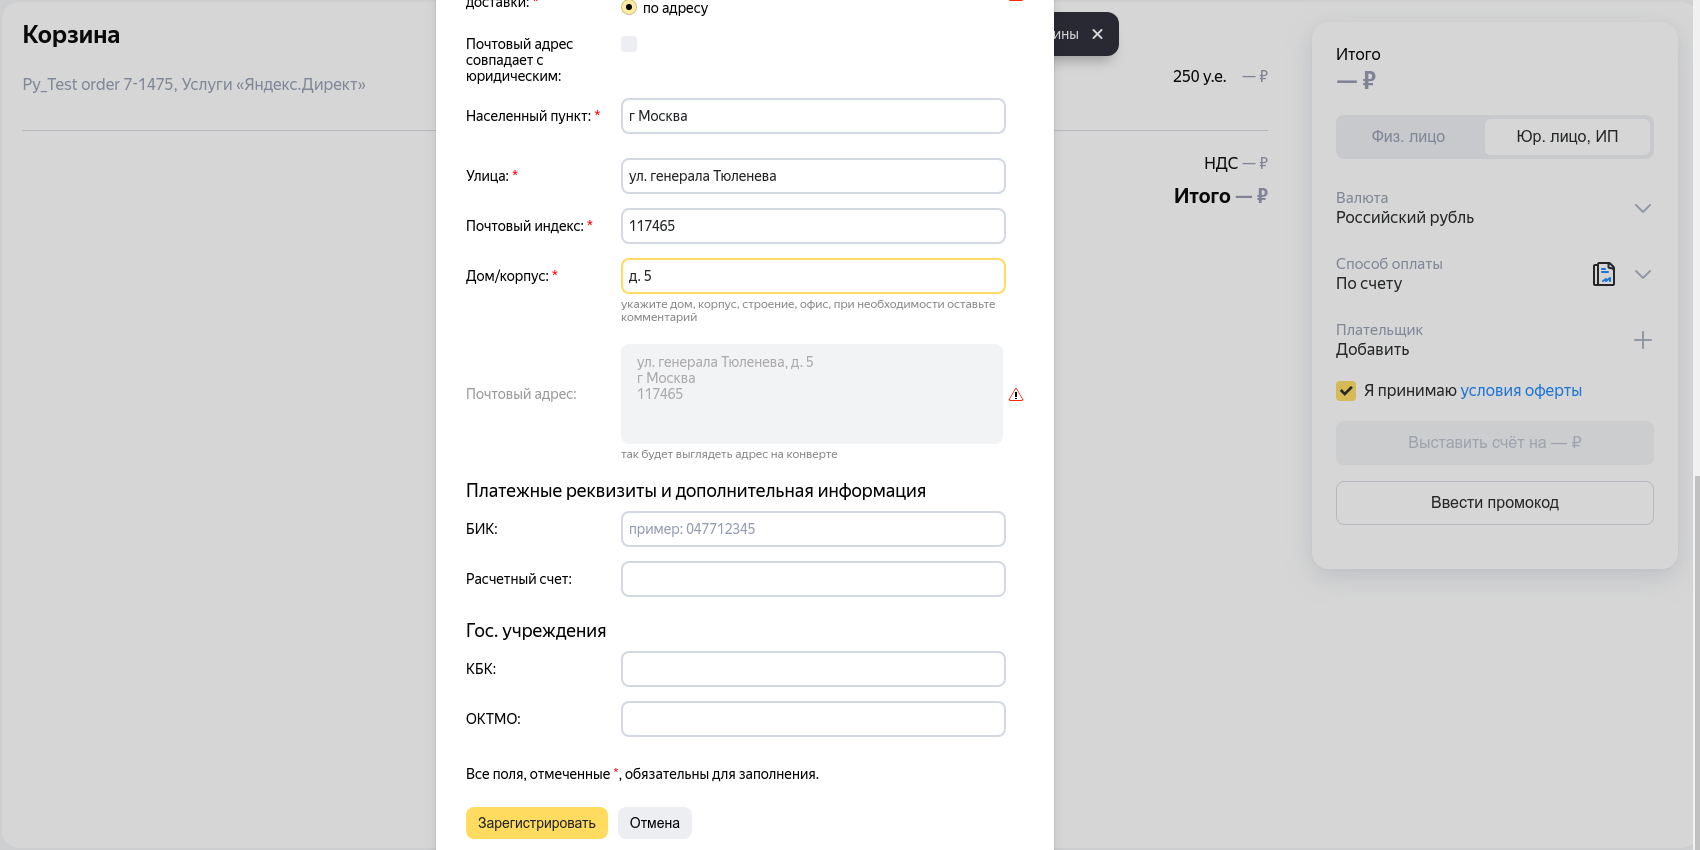 Корзина
Py_Test order 7-1475, Услуги «Яндекс.Директ»
доставки: *
по адресу
Почтовый адрес
совпадает с
юридическим:
Населенный пункт: *
г Москва
Улица: *
ул. генерала Тюленева
Почтовый индекс: *
117465
Дом/корпус: *
д. 5
укажите дом, корпус, строение, офис, при необходимости оставьте
комментарий
Почтовый адрес:
ул. генерала Тюленева, д. 5
г Москва
117465
так будет выглядеть адрес на конверте
Платежные реквизиты и дополнительная информация
БИК:
пример: 047712345
Расчетный счет:
Гос. учреждения
КБК:
ОКТМО:
Все поля, отмеченные *, обязательны для заполнения.
Зарегистрировать
Отмена
250 у.е. — ₽
НДС — ₽
Итого — ₽
Итого
— ₽
Физ. лицо
Юр. лицо, ИП
Валюта
Российский рубль
Способ оплаты
По счету
Плательщик
Добавить
Я принимаю условия оферты
Выставить счёт на — ₽
Ввести промокод